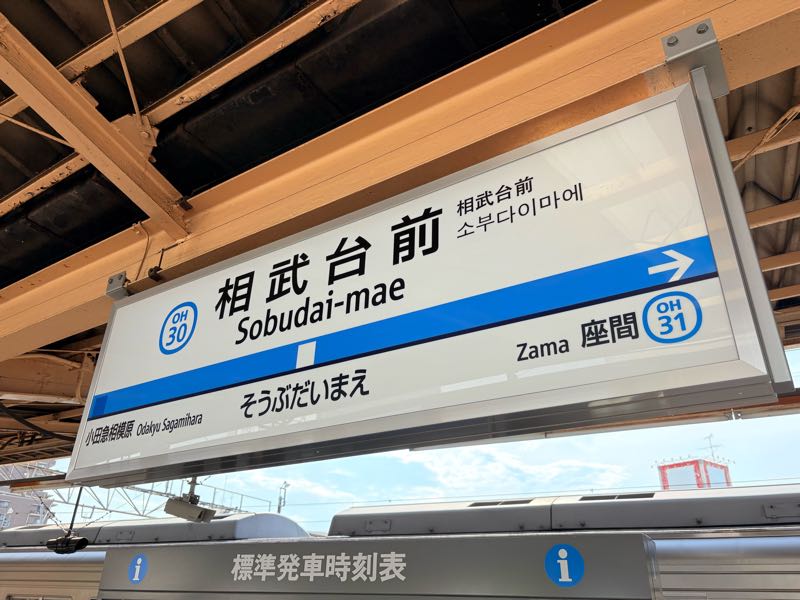 OH
30
相武台前
Sobudai-mae
相武台前
소부다이마에
小田急相模原 Odakyu Sagamihara
そうぶだいまえ
Zama 座間
OH
31
i 標準発車時刻表 i